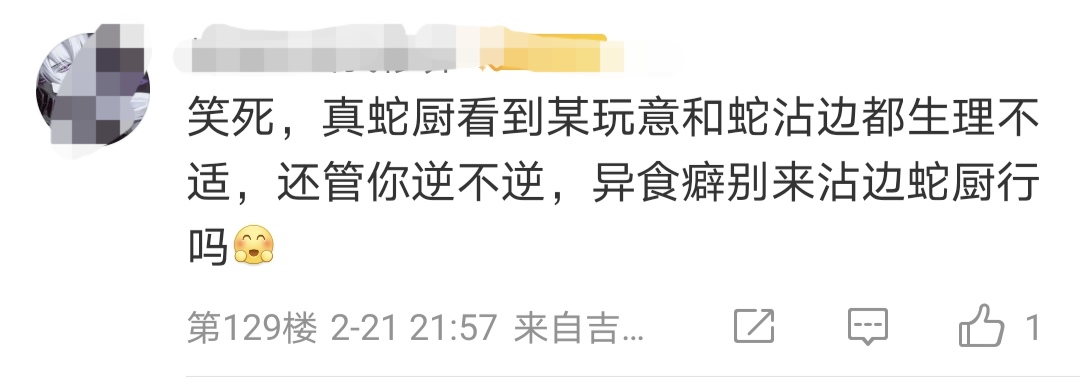 笑死，真蛇厨看到某玩意和蛇沾边都生理不
适，还管你逆不逆，异食癖别来沾边蛇厨行
吗
第129楼 2-21 21:57 来自吉...
1